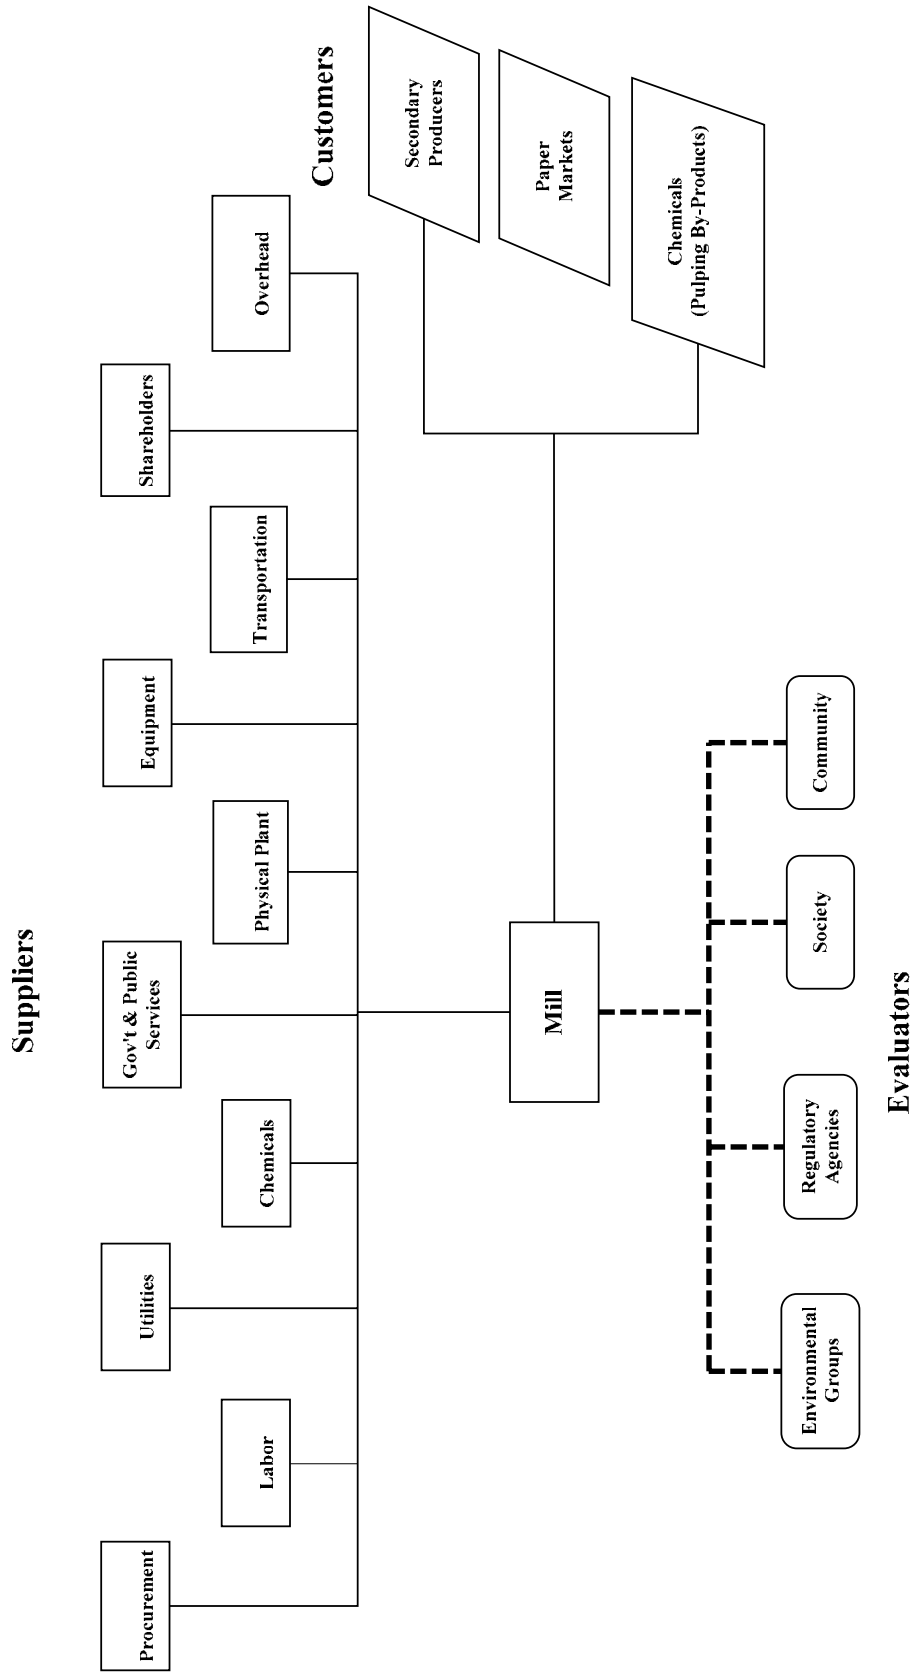 Suppliers
Procurement
Labor
Utilities
Chemicals
Gov't & Public
Services
Physical Plant
Equipment
Transportation
Shareholders
Overhead
Customers
Secondary
Producers
Paper
Markets
Chemicals
(Pulping By-Products)
Mill
Environmental
Groups
Regulatory
Agencies
Society
Community
Evaluators